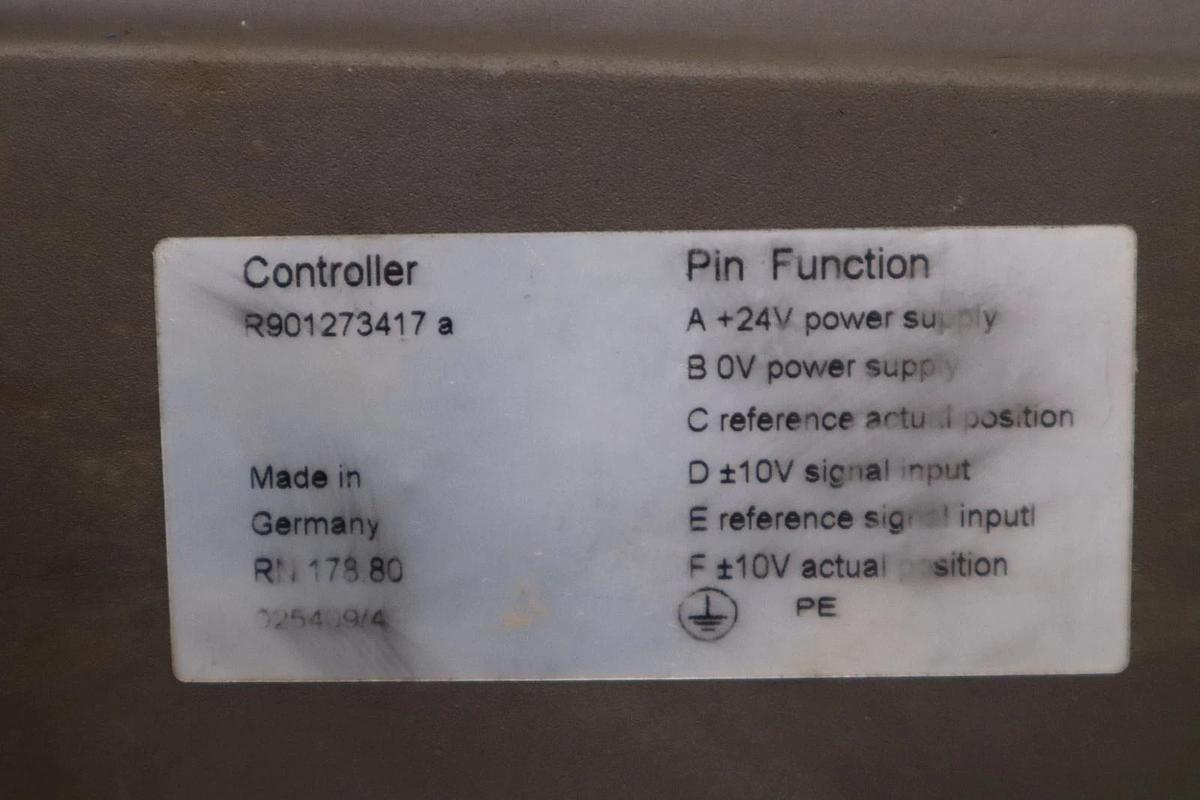 Controller
R901273417 a
Made in
Germany
RN 178.80
Pin Function
A +24V power supply
B 0V power supply
C reference actual position
D ±10V signal input
E reference signal inputl
F ±10V actual position
PE